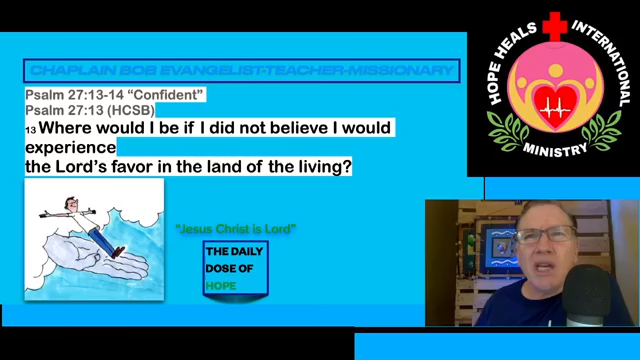 CHAPLAIN BOB EVANGELIST-TEACHER-MISSIONARY
Psalm 27:13-14 “Confident”
Psalm 27:13 (HCSB)
13 Where would I be if I did not believe I would
experience
the Lord’s favor in the land of the living?
“Jesus Christ is Lord”
THE DAILY
DOSE OF
HOPE
HOPE HEALS INTERNATIONAL
MINISTRY